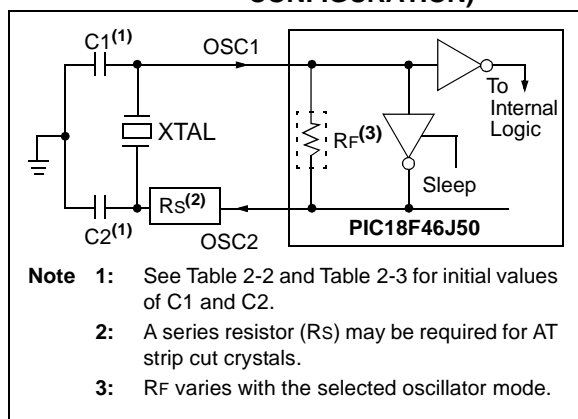 CONFIGURATION)
C1(1)
OSC1
To
Internal
Logic
XTAL
RF(3)
Sleep
RS(2)
C2(1)
OSC2
PIC18F46J50
Note 1: See Table 2-2 and Table 2-3 for initial values
of C1 and C2.
2: A series resistor (RS) may be required for AT
strip cut crystals.
3: RF varies with the selected oscillator mode.